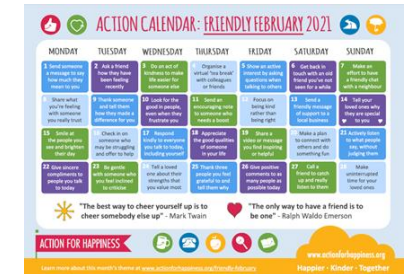 ACTION CALENDAR: FRIENDLY FEBRUARY 2021
MONDAY TUESDAY WEDNESDAY THURSDAY FRIDAY SATURDAY SUNDAY
1 Send someone a message to say how much they mean to you
2 Ask a friend how they have been feeling recently
3 Do an act of kindness to make life easier for someone else
4 Organise a virtual "tea break" with colleagues or friends
5 Show an active interest by asking questions when talking to others
6 Get back in touch with an old friend you've not seen for a while
7 Make an effort to have a friendly chat with a neighbour
8 Share what you're feeling with someone you really trust
9 Thank someone and tell them how they made a difference for you
10 Look for the good in people, even when they frustrate you
11 Send an encouraging note to someone who needs a boost
12 Focus on being kind rather than being right
13 Send a friendly message of support to a local business
14 Tell your loved ones why they are special to you
15 Smile at the people you see and brighten their day
16 Check in on someone who may be struggling and offer to help
17 Respond kindly to everyone you talk to today, including yourself
18 Appreciate the good qualities of someone in your life
19 Share a video or message you find inspiring or helpful
20 Make a plan to connect with others and do something fun
21 Actively listen to what people say, without judging them
22 Give sincere compliments to people you talk to today
23 Be gentle with someone who you feel inclined to criticise
24 Tell a loved one about their strengths that you value most
25 Thank three people you feel grateful to and tell them why
26 Give positive comments to as many people as possible today
27 Call a friend to catch up and really listen to them
28 Make uninterrupted time for your loved ones
"The best way to cheer yourself up is to cheer somebody else up" - Mark Twain
"The only way to have a friend is to be one" - Ralph Waldo Emerson
ACTION FOR HAPPINESS
www.actionforhappiness.org
Learn more about this month's theme at www.actionforhappiness.org/friendly-february
Happier · Kinder · Together